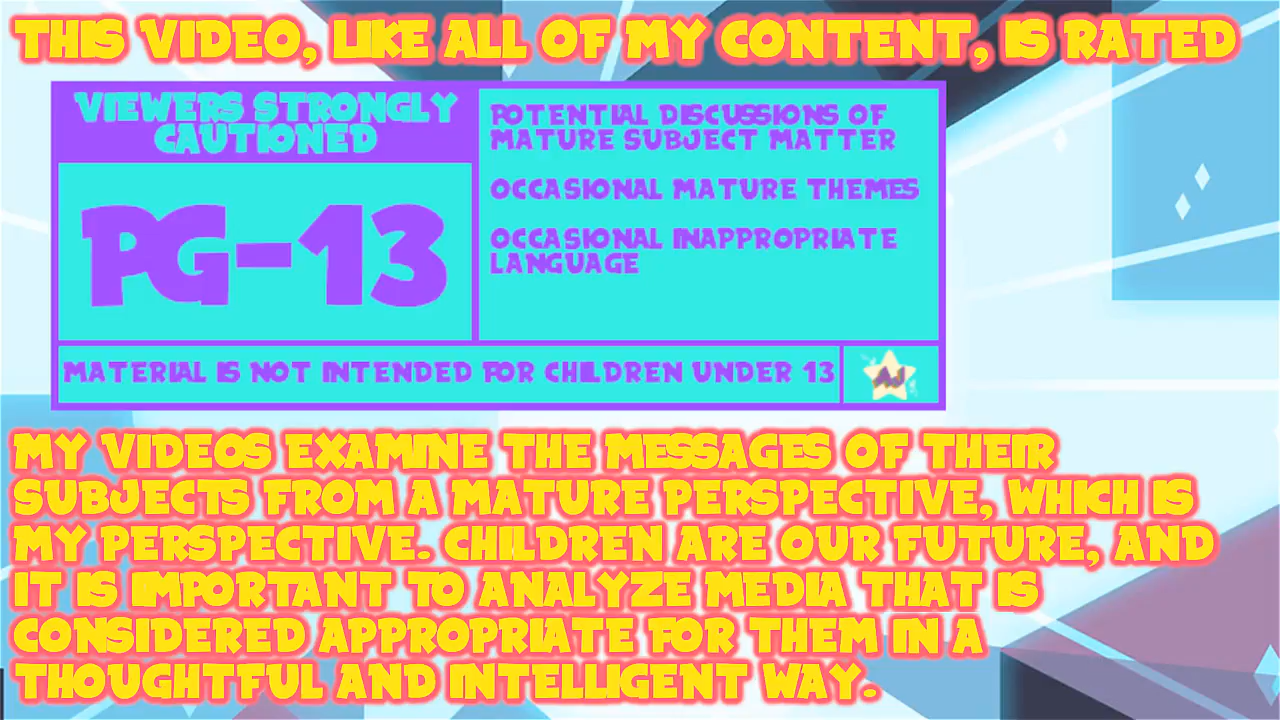 THIS VIDEO, LIKE ALL OF MY CONTENT, IS RATED
VIEWERS STRONGLY
CAUTIONED
PG-13
POTENTIAL DISCUSSIONS OF
MATURE SUBJECT MATTER
OCCASIONAL MATURE THEMES
OCCASIONAL INAPPROPRIATE
LANGUAGE
MATERIAL IS NOT INTENDED FOR CHILDREN UNDER 13
AJ
MY VIDEOS EXAMINE THE MESSAGES OF THEIR
SUBJECTS FROM A MATURE PERSPECTIVE, WHICH IS
MY PERSPECTIVE. CHILDREN ARE OUR FUTURE, AND
IT IS IMPORTANT TO ANALYZE MEDIA THAT IS
CONSIDERED APPROPRIATE FOR THEM IN A
THOUGHTFUL AND INTELLIGENT WAY.